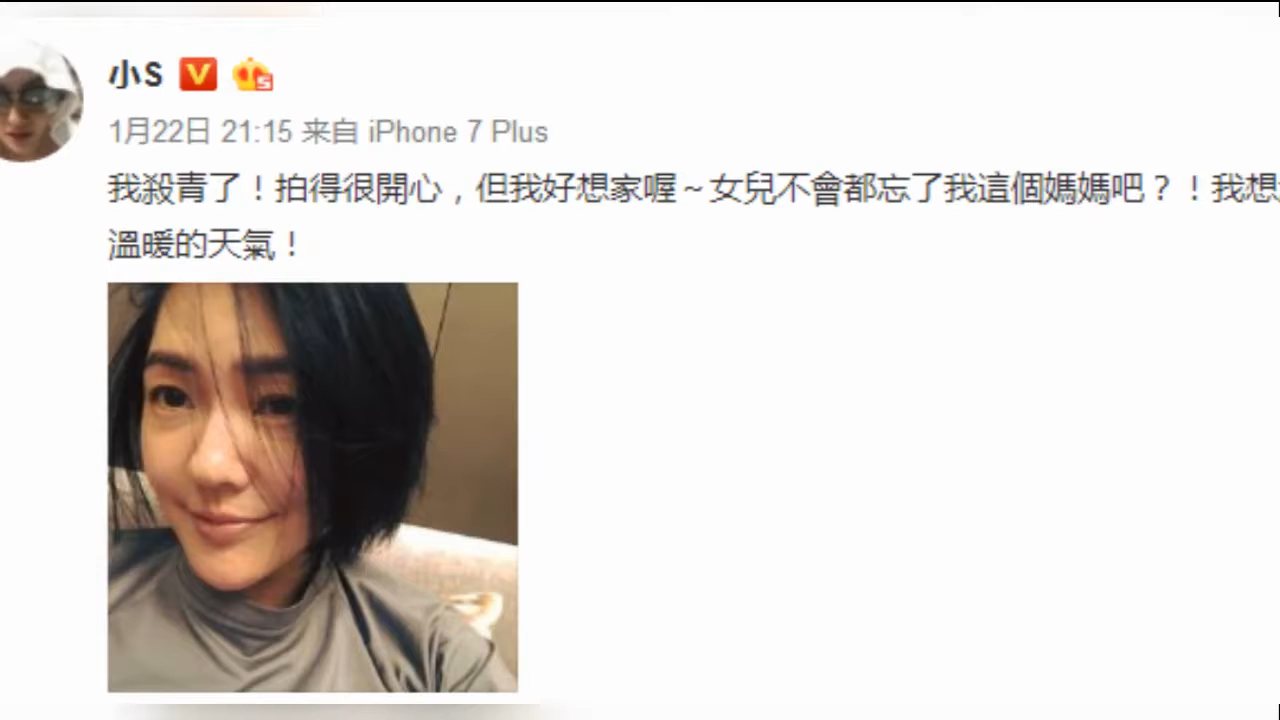 小S
1月22日 21:15 来自 iPhone 7 Plus
我殺青了！拍得很開心，但我好想家喔～女兒不會都忘了我這個媽媽吧？！我想
溫暖的天氣！